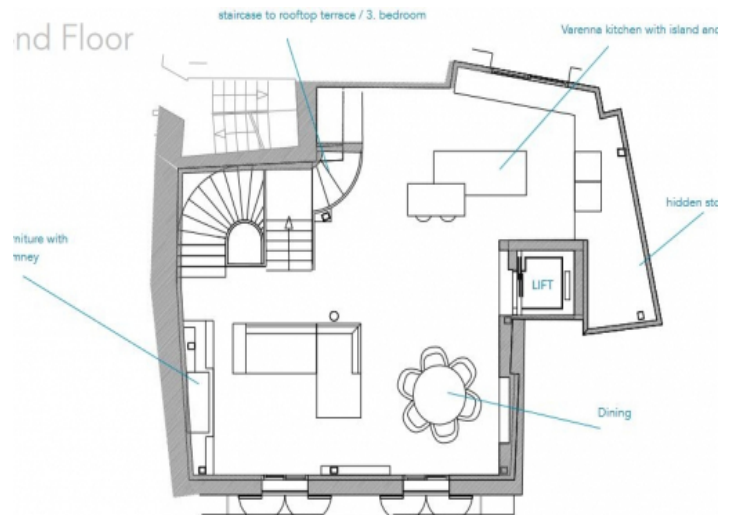 staircase to rooftop terrace / 3. bedroom
nd Floor
Varenna kitchen with island and
hidden sto
rniture with
mney
LIFT
Dining